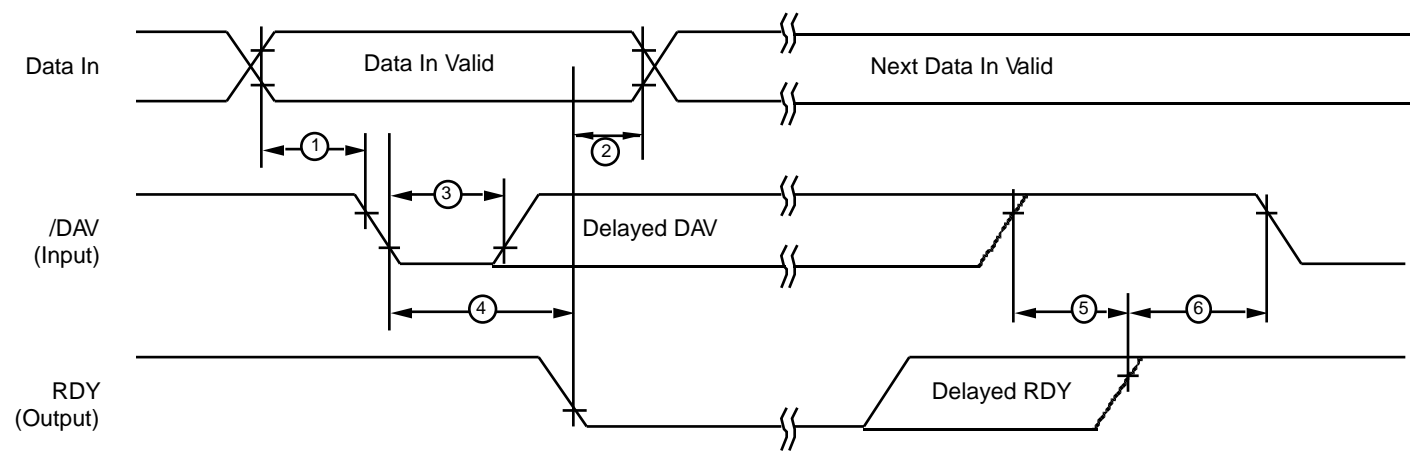 Data In
Data In Valid
Next Data In Valid
1
2
3
/DAV
(Input)
Delayed DAV
4
5
6
RDY
(Output)
Delayed RDY